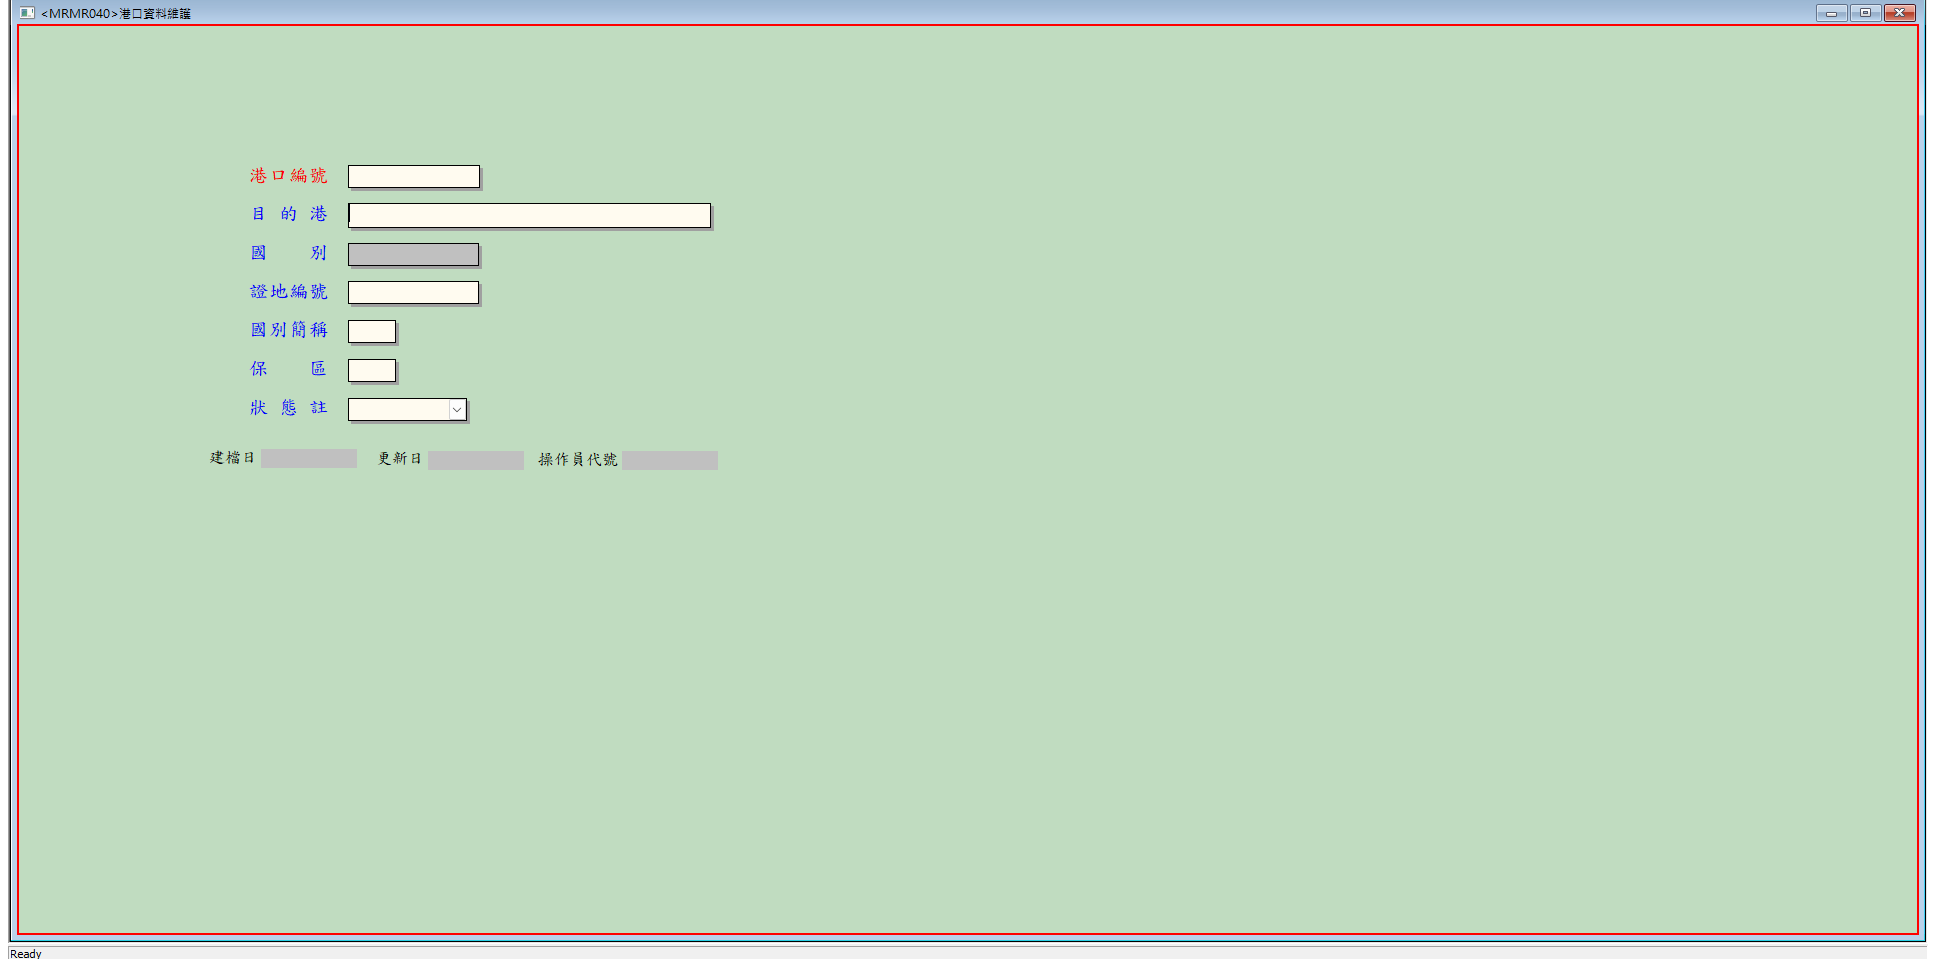 <MRMR040>港口資料維護
港口編號
目的港
國別
證地編號
國別簡稱
保區
狀態註
建檔日 更新日 操作員代號
Ready